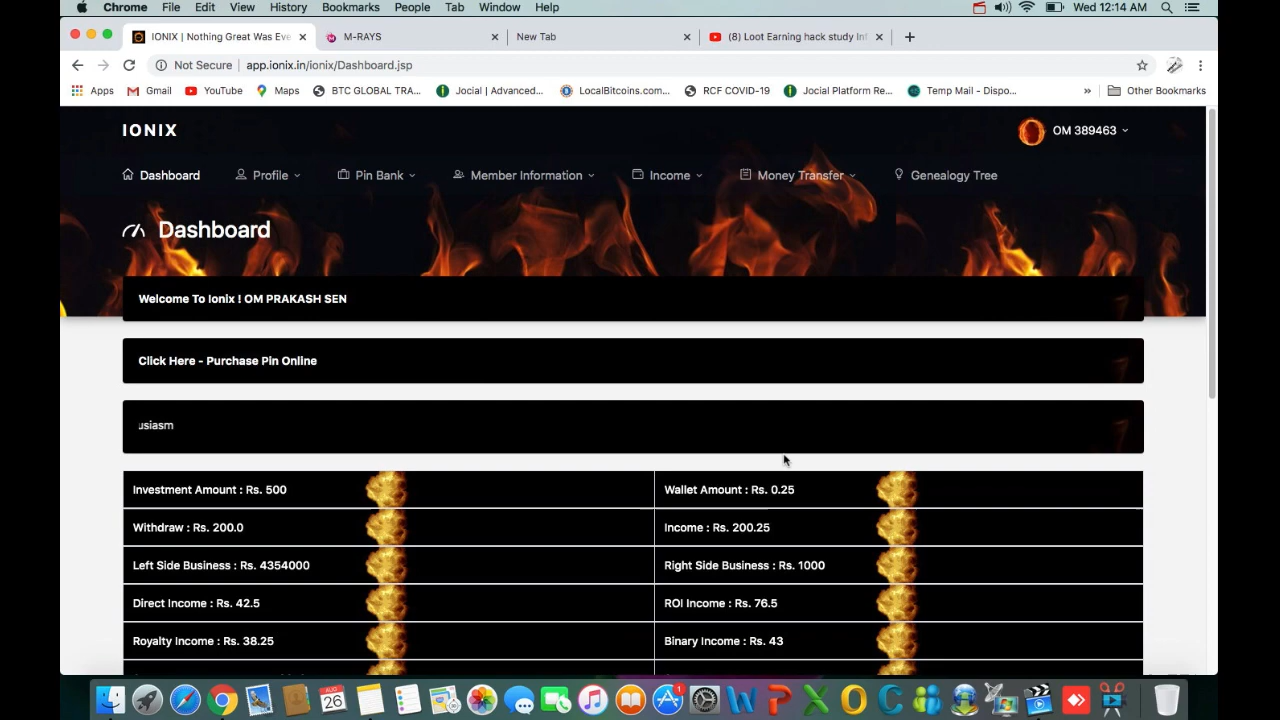 Chrome File Edit View History Bookmarks People Tab Window Help Wed 12:14 AM
IONIX | Nothing Great Was Eve M-RAYS New Tab (8) Loot Earning hack study Int
Not Secure | app.ionix.in/ionix/Dashboard.jsp
Apps Gmail YouTube Maps BTC GLOBAL TRA... Jocial | Advanced... LocalBitcoins.com... RCF COVID-19 Jocial Platform Re... Temp Mail - Dispo... » Other Bookmarks
IONIX OM 389463
Dashboard Profile Pin Bank Member Information Income Money Transfer Genealogy Tree
Dashboard
Welcome To Ionix ! OM PRAKASH SEN
Click Here - Purchase Pin Online
usiasm
Investment Amount : Rs. 500 Wallet Amount : Rs. 0.25
Withdraw : Rs. 200.0 Income : Rs. 200.25
Left Side Business : Rs. 4354000 Right Side Business : Rs. 1000
Direct Income : Rs. 42.5 ROI Income : Rs. 76.5
Royalty Income : Rs. 38.25 Binary Income : Rs. 43
AUG
26
1